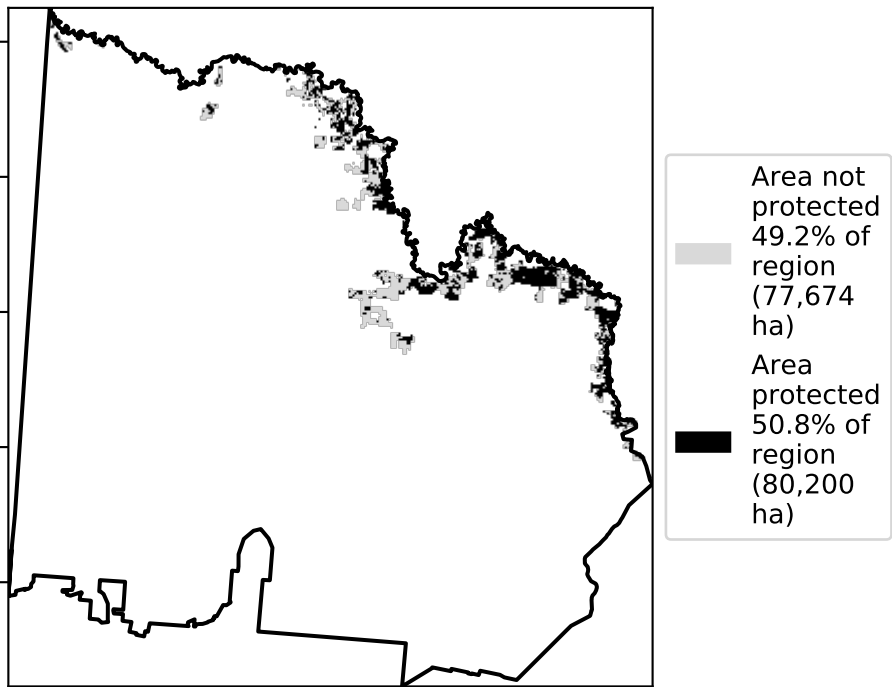 Area not
protected
49.2% of
region
(77,674
ha)
Area
protected
50.8% of
region
(80,200
ha)